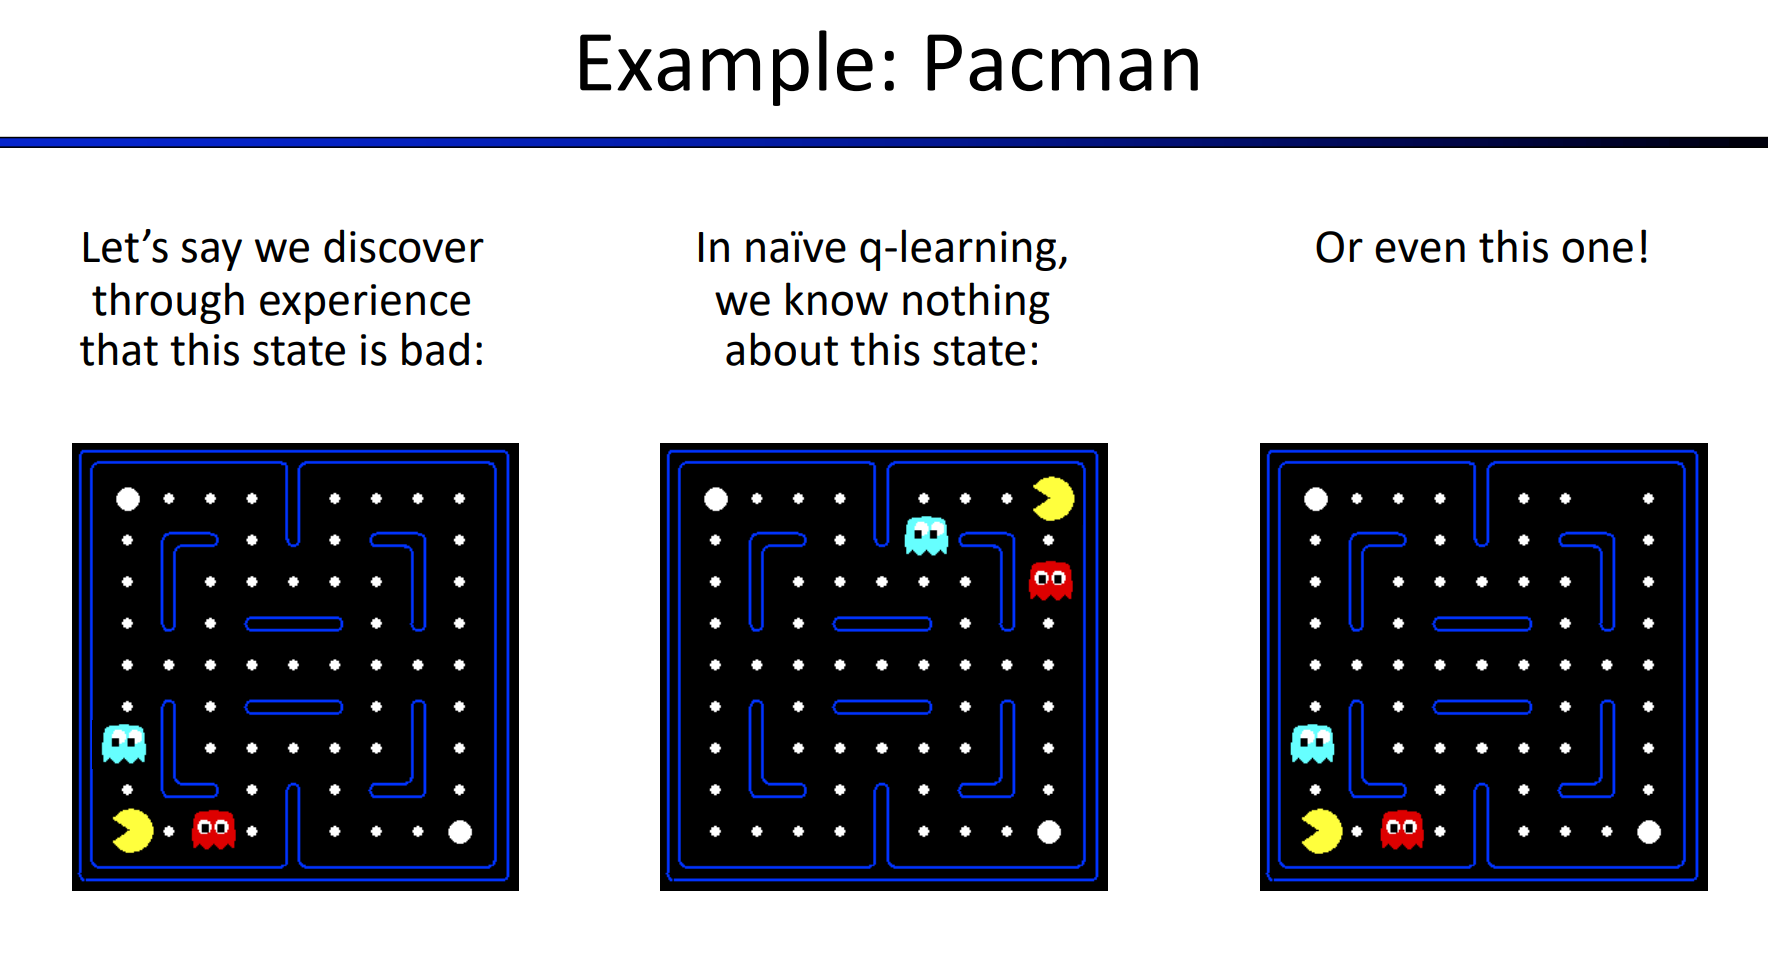 Example: Pacman
Let’s say we discover
through experience
that this state is bad:
In naïve q-learning,
we know nothing
about this state:
Or even this one!